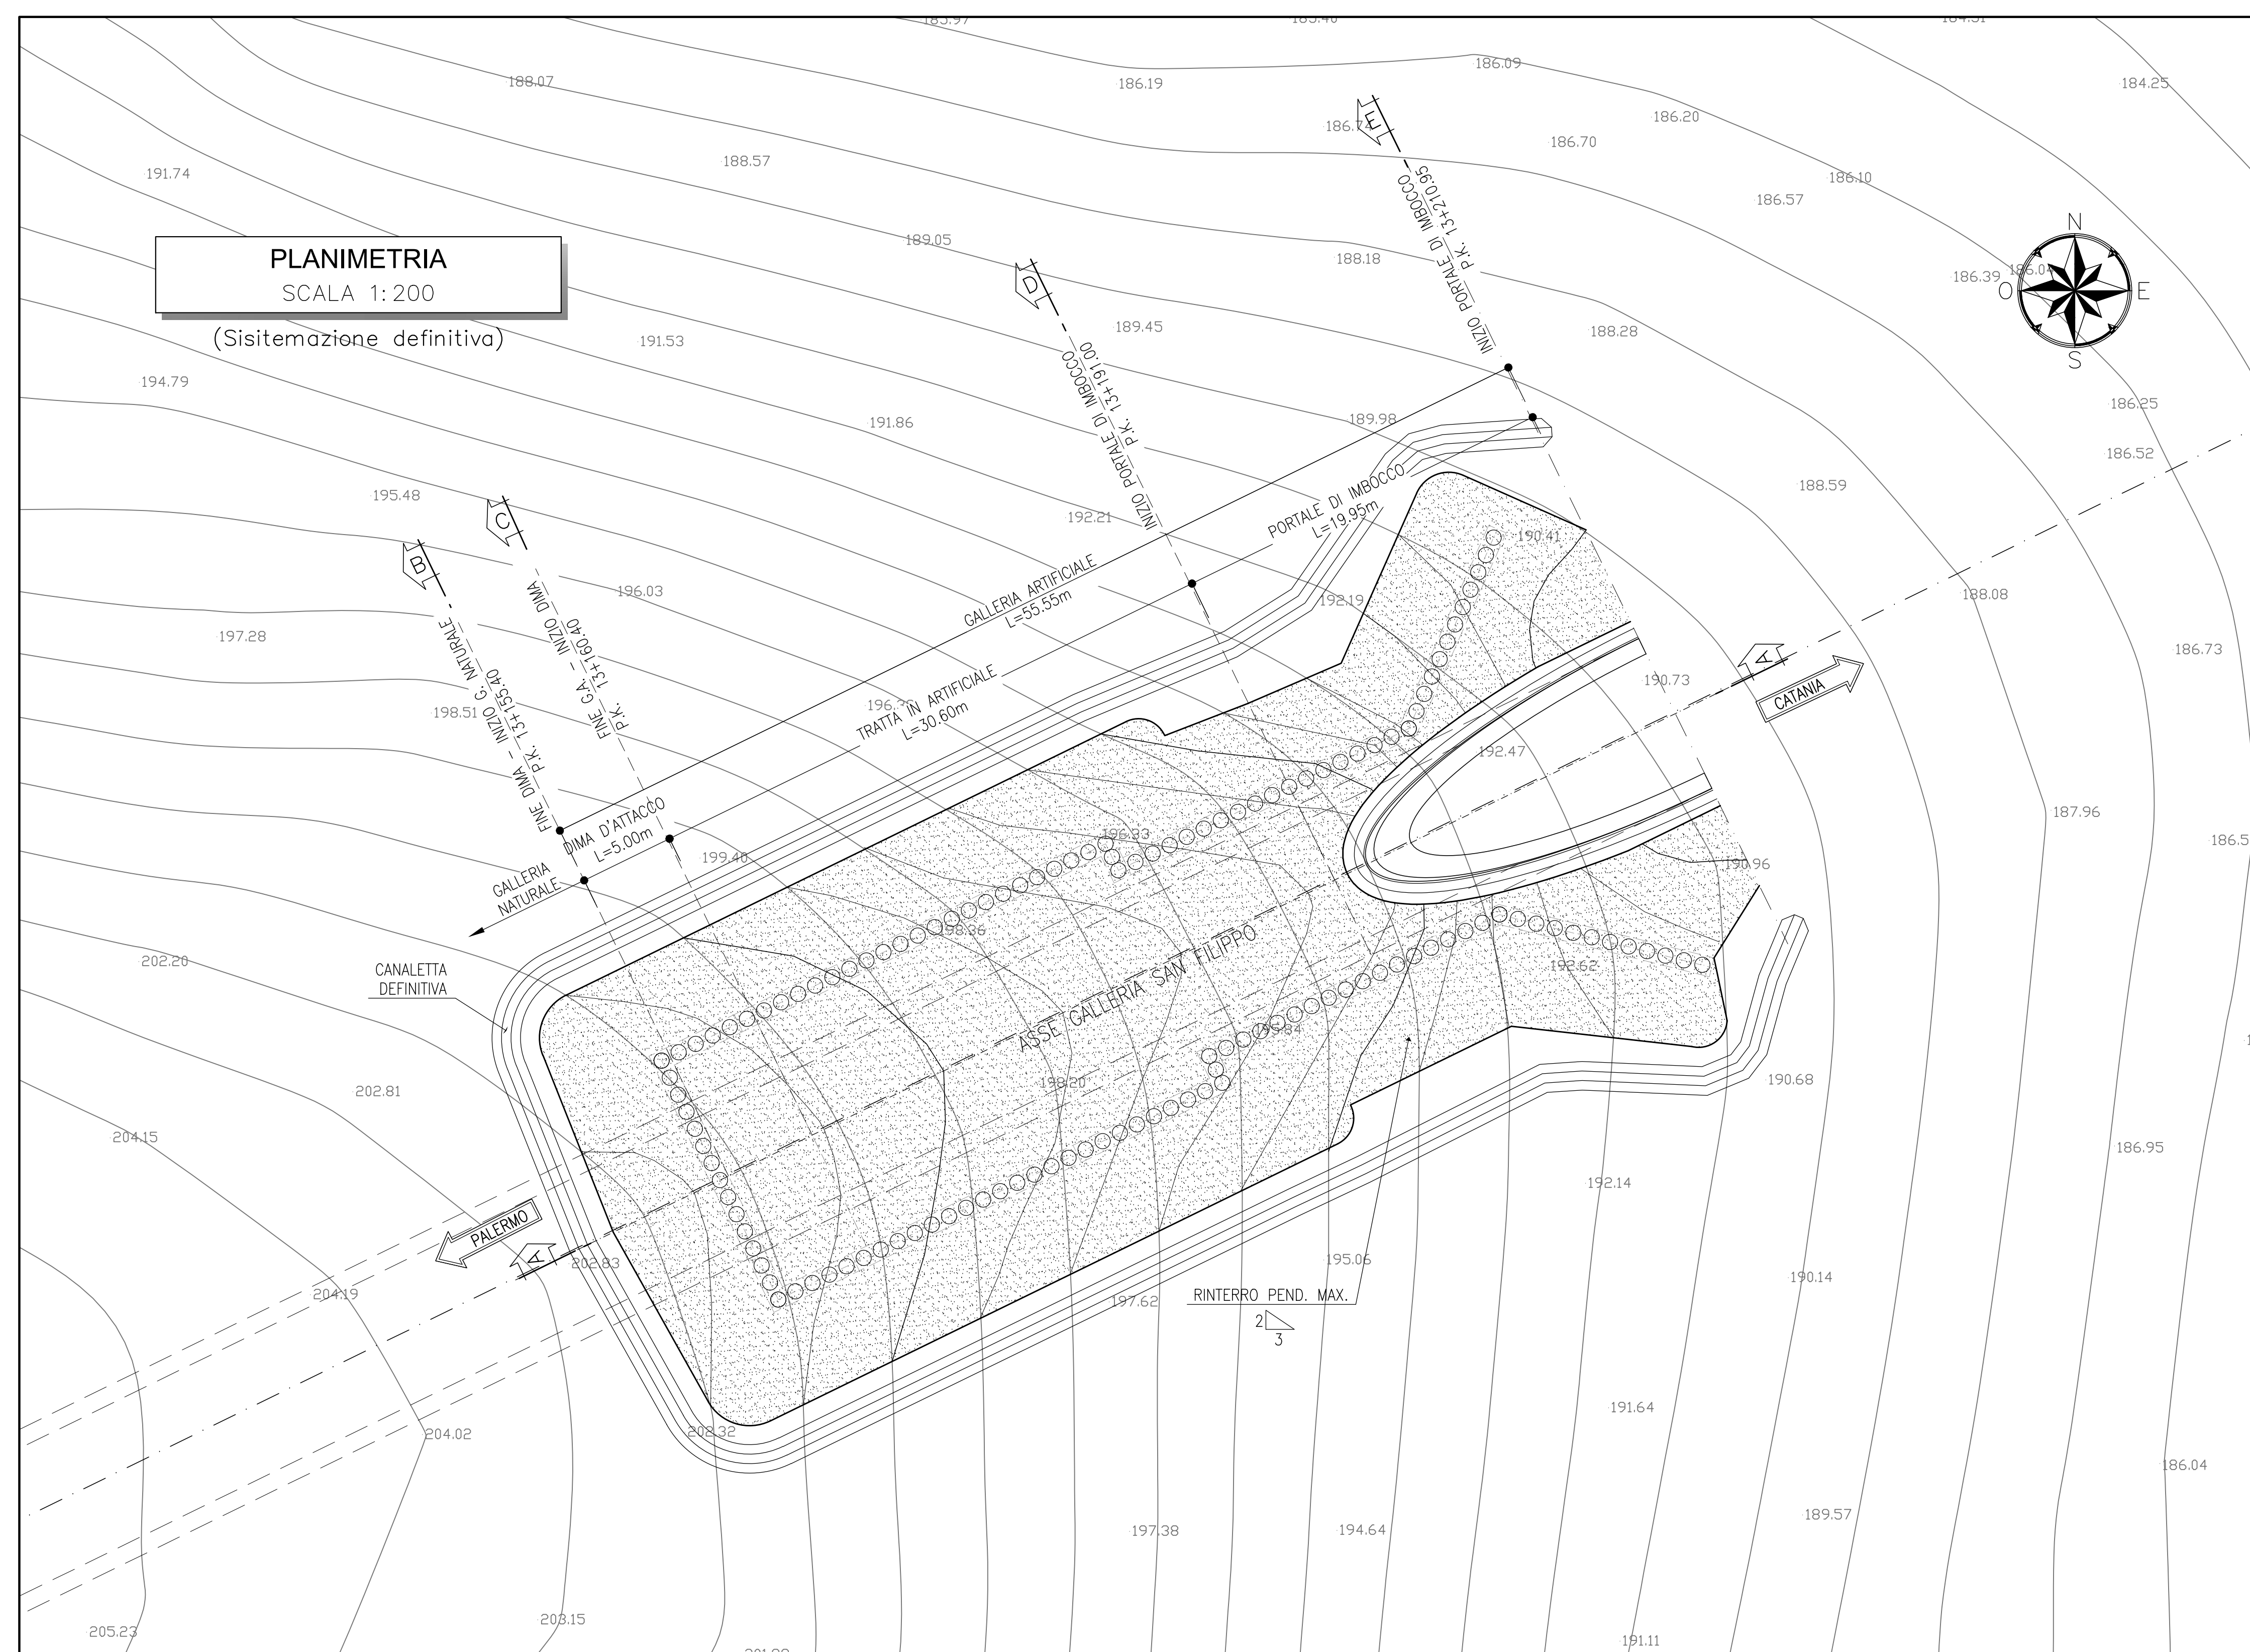 188.07
186.19
186.09
184.25
186.74
186.70
186.20
191.74
188.57
186.10
186.57
E
INIZIO PORTALE DI IMBOCCO
P.K. 13+210.95
N
O
E
S
PLANIMETRIA
SCALA 1:200
(Sisitemazione definitiva)
189.05
188.18
186.39
186.04
D
INIZIO PORTALE DI IMBOCCO
P.K. 13+191.00
189.45
188.28
191.53
194.79
191.86
189.98
186.25
186.52
195.48
192.21
188.59
C
FINE G.A. - INIZIO DIMA
P.K. 13+160.40
B
FINE DIMA - INIZIO G. NATURALE
P.K. 13+155.40
PORTALE DI IMBOCCO
L=19.95m
190.41
196.03
GALLERIA ARTIFICIALE
L=55.55m
192.19
188.08
197.28
186.73
190.73
A
CATANIA
198.51
TRATTA IN ARTIFICIALE
L=30.60m
192.47
187.96
DIMA D'ATTACCO
L=5.00m
199.40
196.33
190.96
GALLERIA
NATURALE
198.36
ASSE GALLERIA SAN FILIPPO
192.62
202.20
CANALETTA
DEFINITIVA
195.84
198.20
190.68
202.81
204.15
186.95
192.14
PALERMO
A
202.83
195.06
190.14
204.19
197.62
RINTERRO PEND. MAX.
2
3
191.64
204.02
202.32
186.04
189.57
197.38
194.64
203.15
205.23
191.11